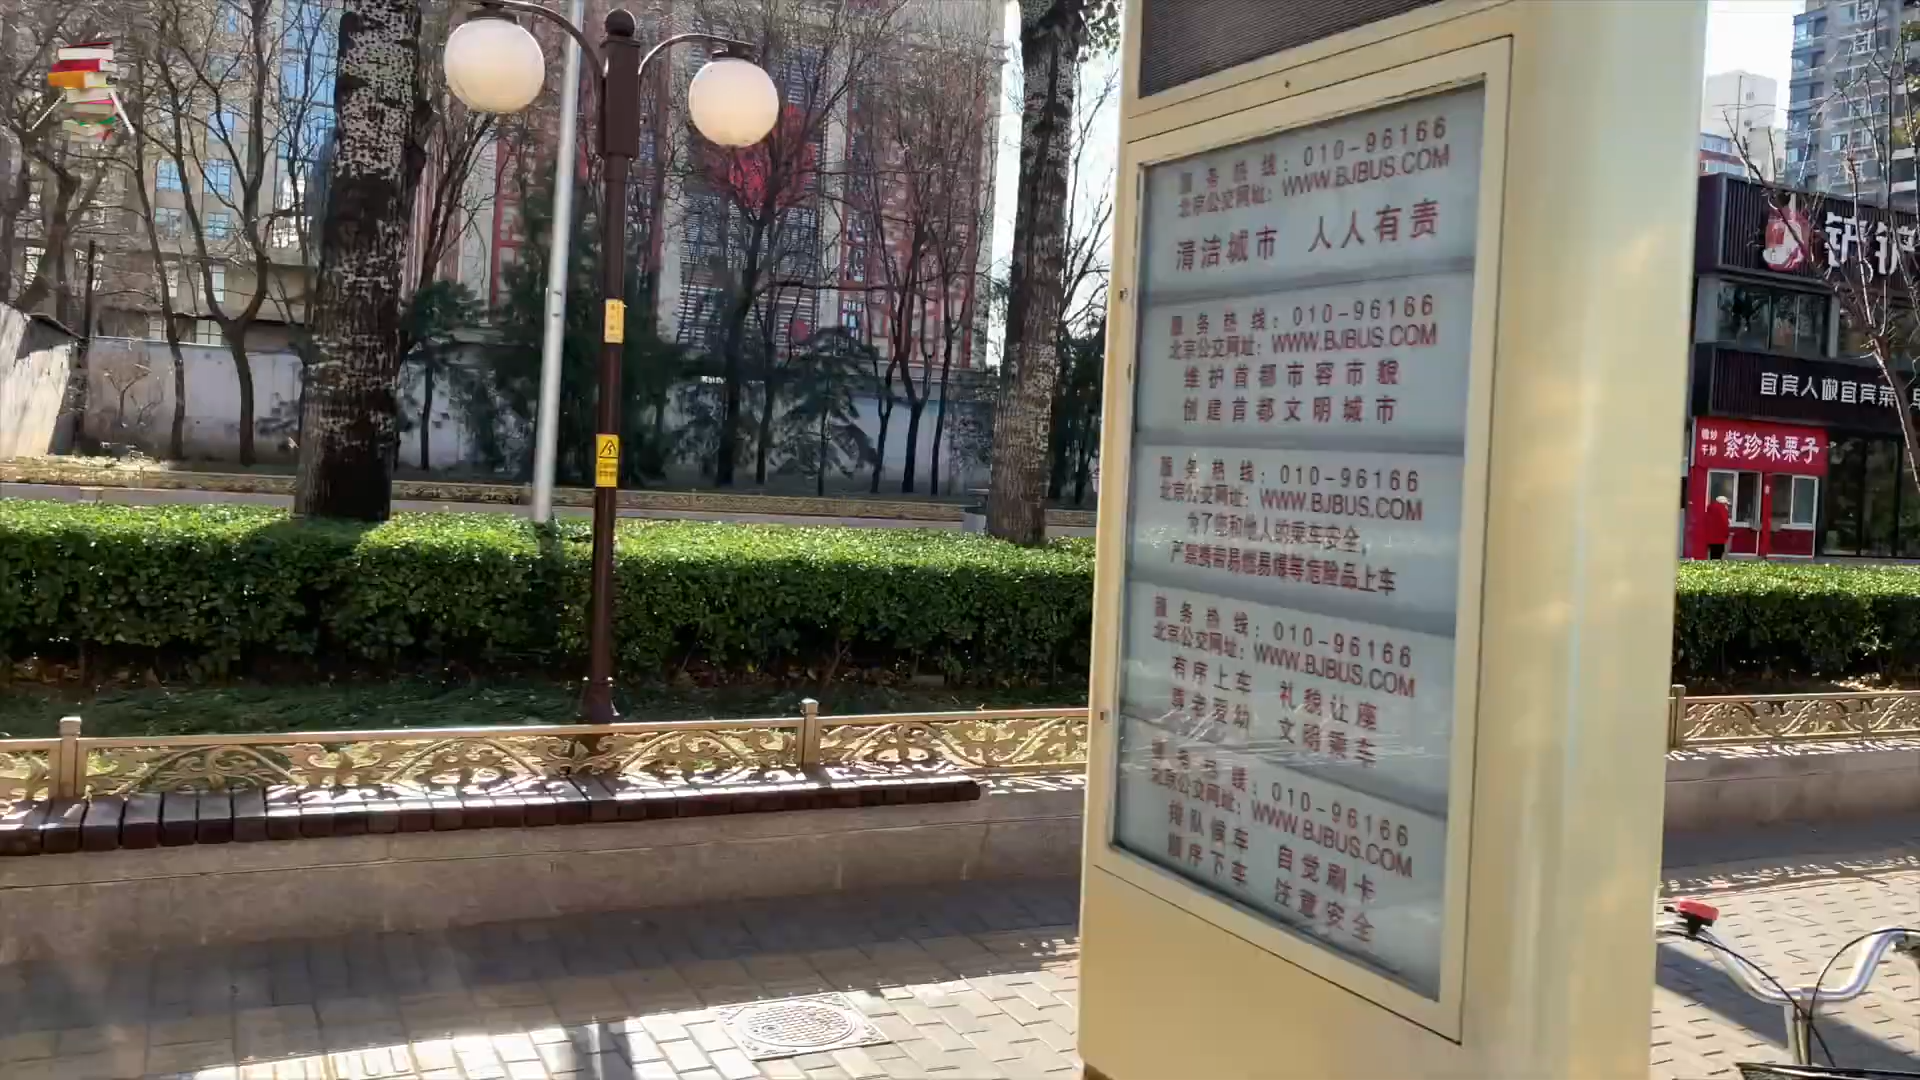 服务热线：010-96166
北京公交网址：WWW.BJBUS.COM
清洁城市 人人有责
服务热线：010-96166
北京公交网址：WWW.BJBUS.COM
维护首都市容市貌
创建首都文明城市
服务热线：010-96166
北京公交网址：WWW.BJBUS.COM
为了您和他人的乘车安全，
严禁携带易燃易爆等危险品上车
服务热线：010-96166
北京公交网址：WWW.BJBUS.COM
有序上车 礼貌让座
尊老爱幼 文明乘车
服务热线：010-96166
北京公交网址：WWW.BJBUS.COM
排队候车 自觉刷卡
顺序下车 注意安全
宜宾人做宜宾菜
紫珍珠栗子